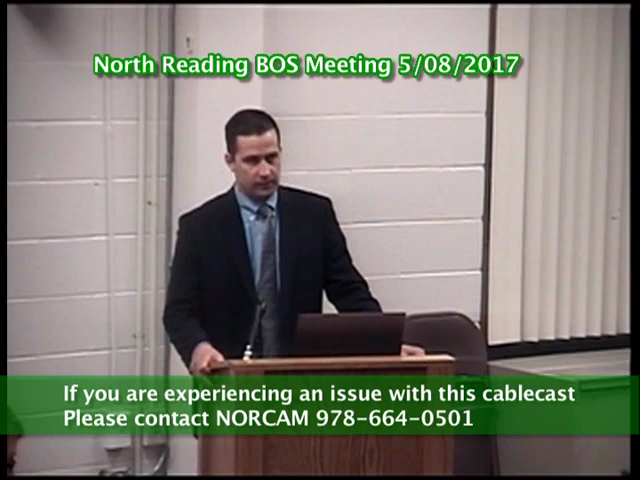 North Reading BOS Meeting 5/08/2017
If you are experiencing an issue with this cablecast
Please contact NORCAM 978-664-0501